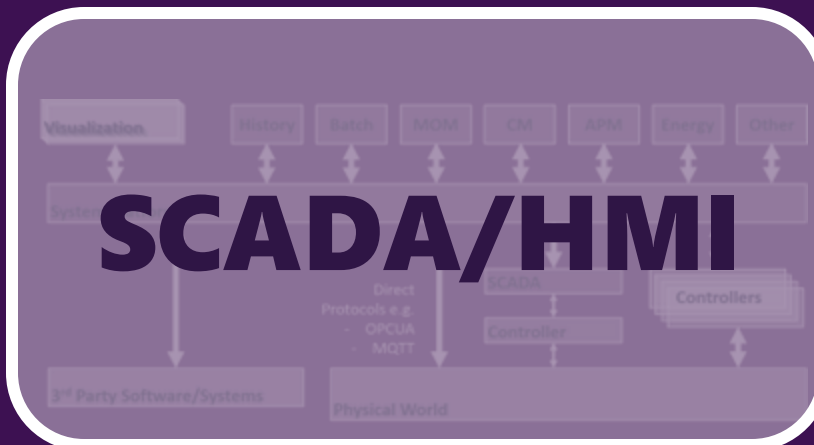 Visualization
History
Batch
MOM
CM
APM
Energy
Other
SCADA/HMI
SCADA
Direct
Protocols e.g.
- OPCUA
- MQTT
Controller
Controllers
3rd Party Software/Systems
Physical World